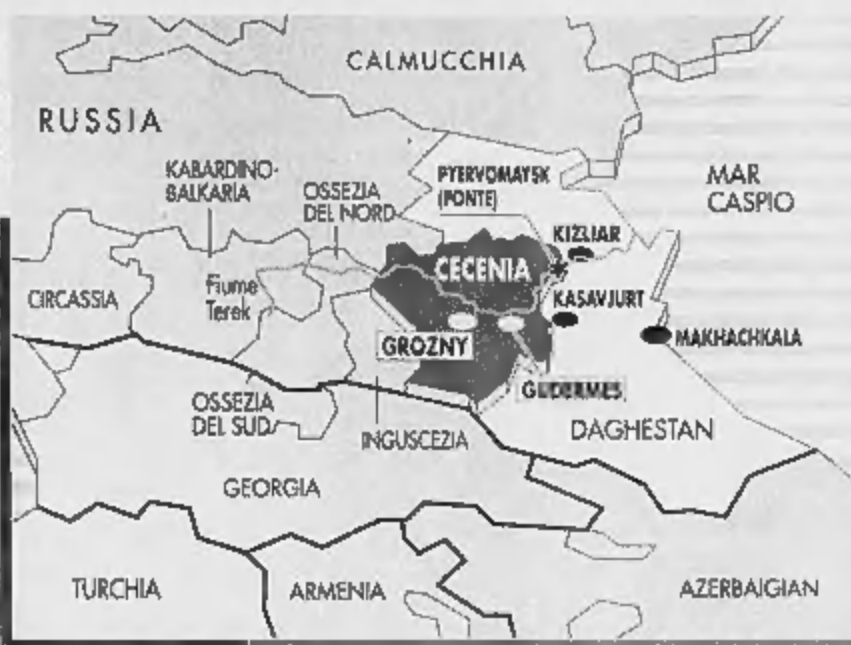 CALMUCCHIA
RUSSIA
KABARDINO-
BALKARIA
OSSEZIA
DEL NORD
PYERVOMAYSK
(PONTE)
MAR
CASPIO
KIZLIAR
CECENIA
CIRCASSIA
Fiume
Terek
KASAVJURT
GROZNY
MAKHACHKALA
GUDERMES
OSSEZIA
DEL SUD
INGUSCEZIA
DAGHESTAN
GEORGIA
TURCHIA
ARMENIA
AZERBAIGIAN